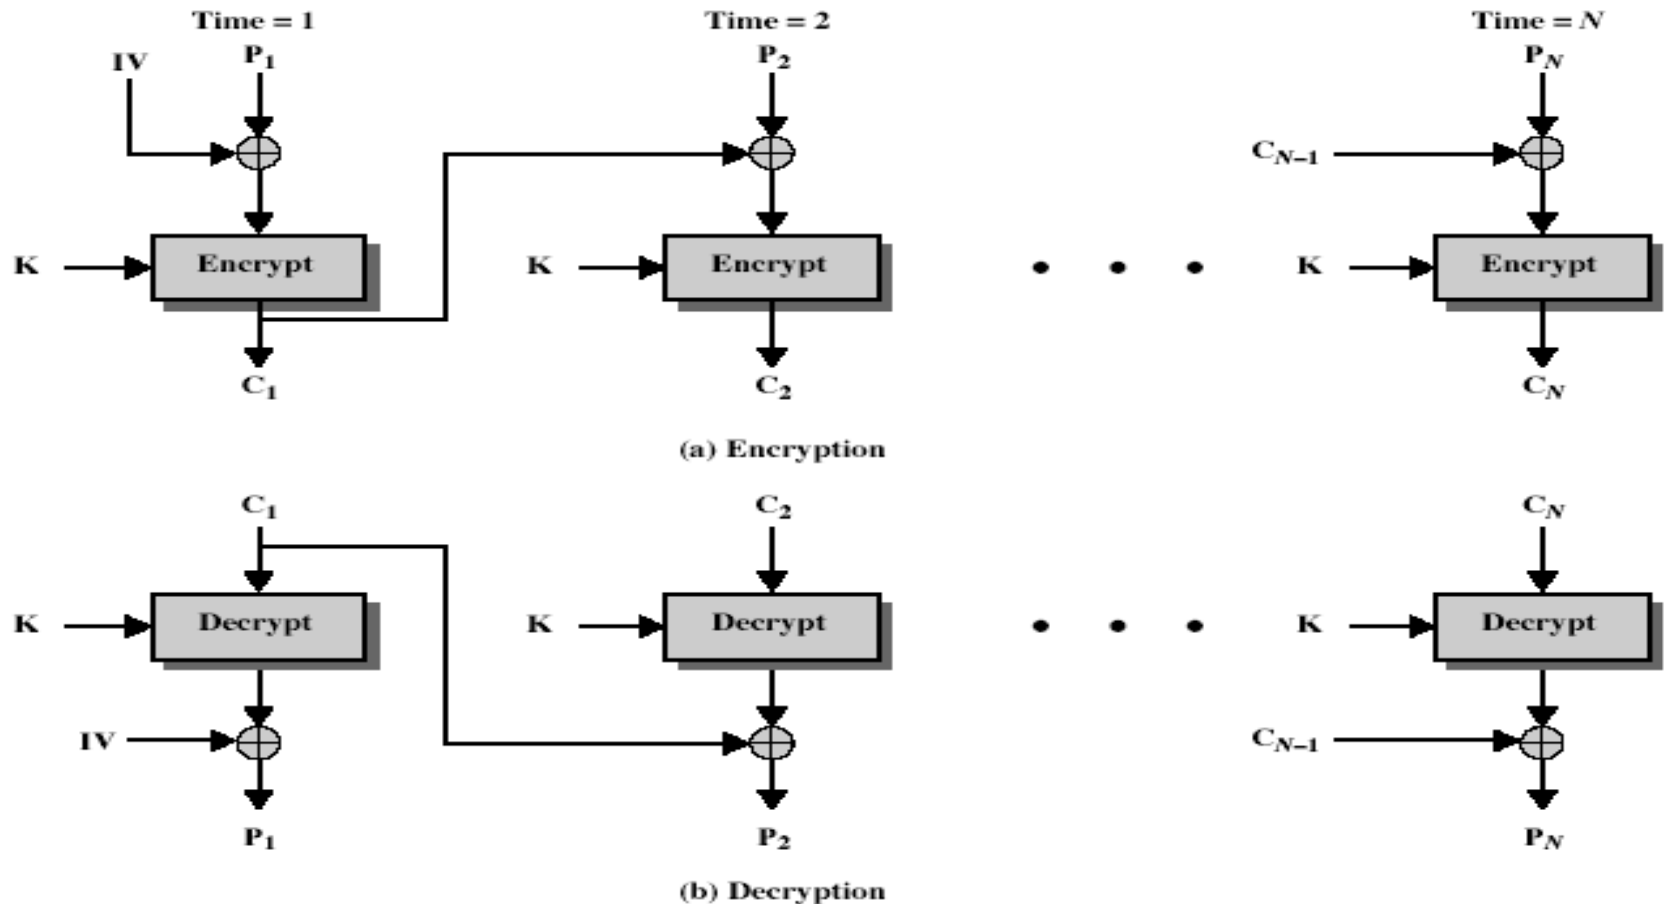 Time = 1 Time = 2 Time = N
IV P1 P2 PN
CN–1
K Encrypt K Encrypt K Encrypt
C1 C2 CN
(a) Encryption
C1 C2 CN
K Decrypt K Decrypt K Decrypt
IV CN–1
P1 P2 PN
(b) Decryption